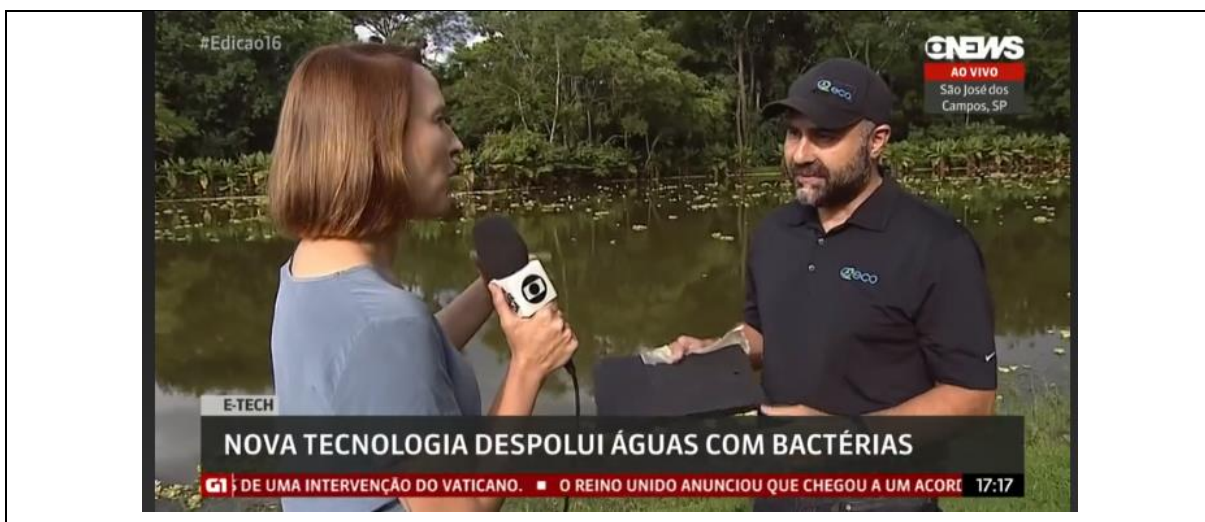 #Edicao16
GNEWS
AO VIVO
São José dos
Campos, SP
eco
eco
E-TECH
NOVA TECNOLOGIA DESPOLUI ÁGUAS COM BACTÉRIAS
G1 DE UMA INTERVENÇÃO DO VATICANO. ■ O REINO UNIDO ANUNCIOU QUE CHEGOU A UM ACORD 17:17